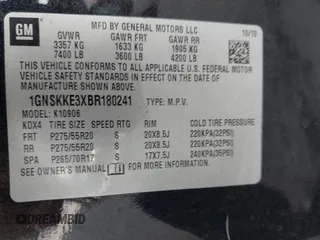 GM
MFD BY GENERAL MOTORS LLC
GVWR GAWR FRT GAWR RR 10/10
3357 KG 1633 KG 1905 KG
7400 LB 3600 LB 4200 LB
THIS VEHICLE CONFORMS TO ALL APPLICABLE U.S. FEDERAL MOTOR
VEHICLE SAFETY STANDARDS IN EFFECT ON THE DATE OF
MANUFACTURE SHOWN ABOVE.
1GNSKKE3XBR180241 TYPE: M.P.V.
MODEL: K10906
KDX4 TIRE SIZE SPEED RTG RIM COLD TIRE PRESSURE
FRT P275/55R20 S 20X8.5J 220KPA(32PSI)
RR P275/55R20 S 20X8.5J 220KPA(32PSI)
SPA P265/70R17 17X7.5J 240KPA(35PSI)
SEE OWNER'S MANUAL FOR ADDITIONAL INFORMATION.
DREAMBID